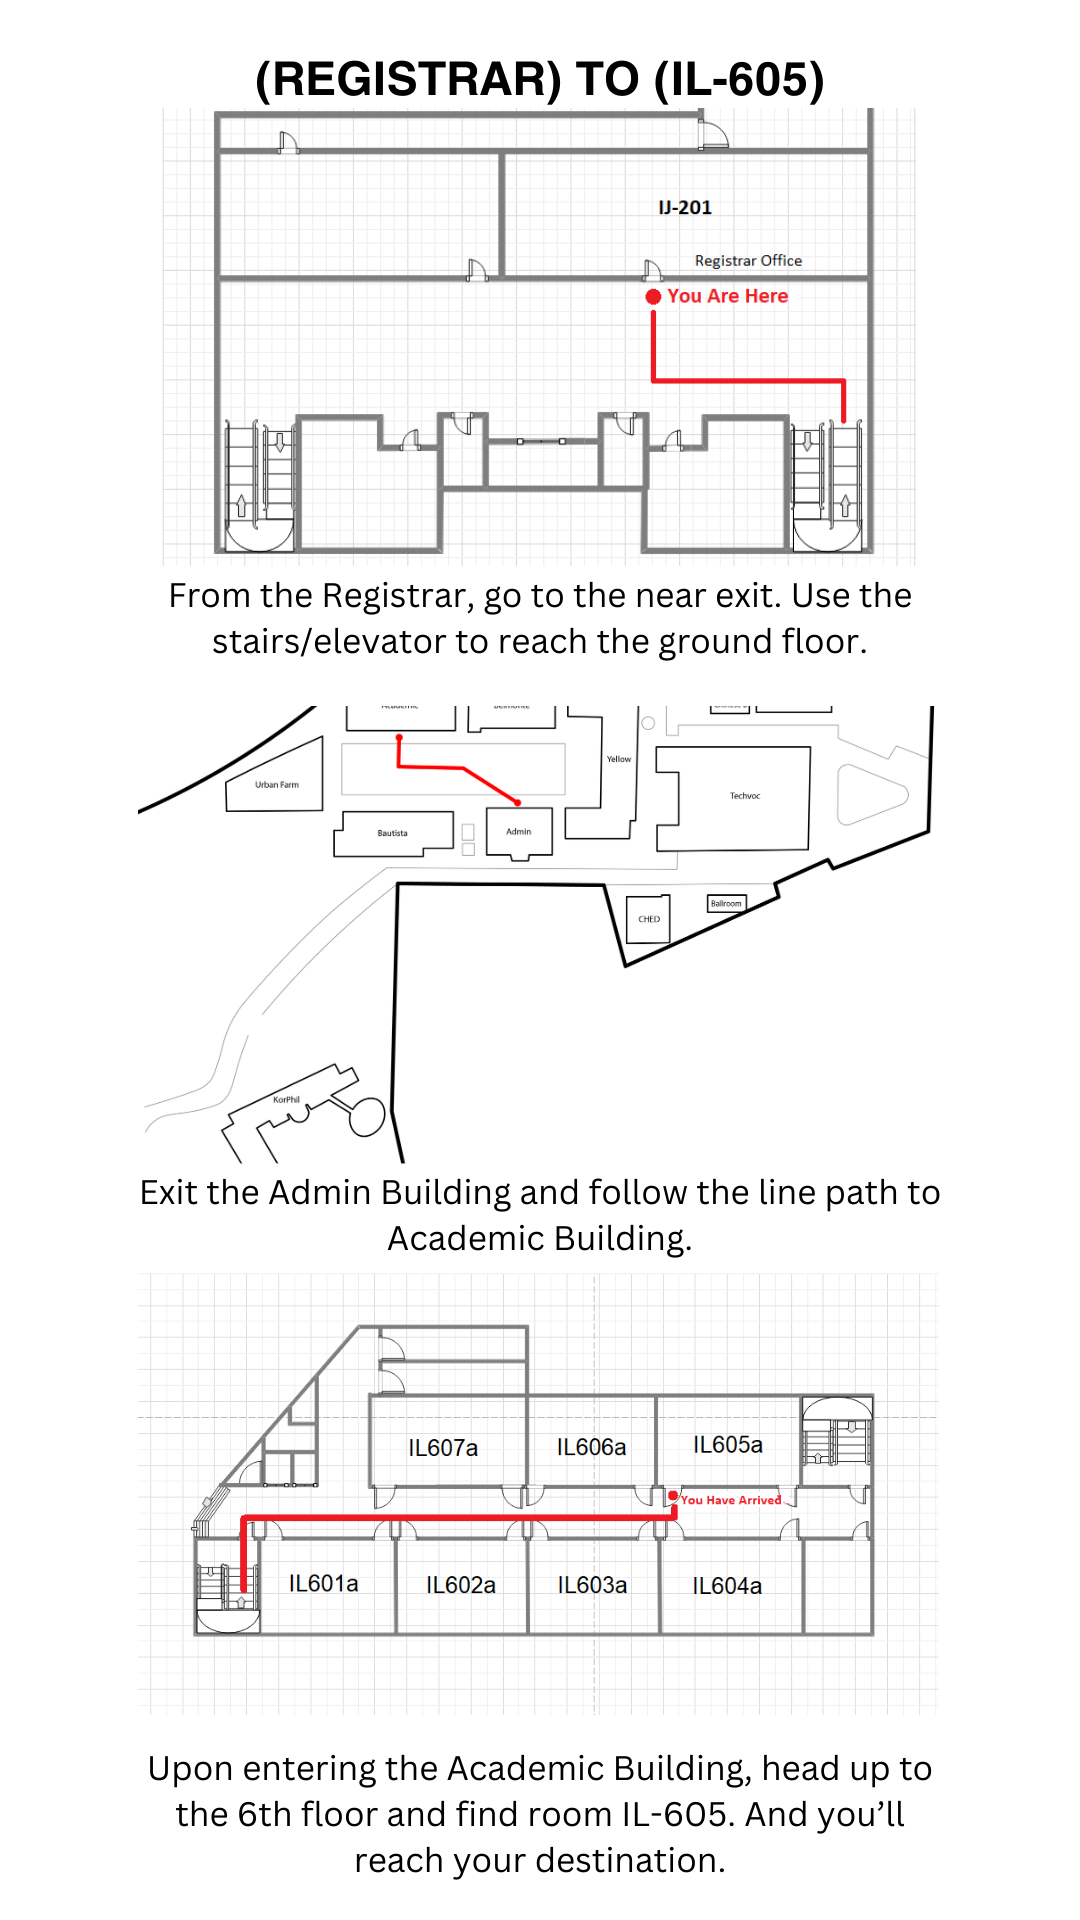 (REGISTRAR) TO (IL-605)
IJ-201
Registrar Office
You Are Here
From the Registrar, go to the near exit. Use the
stairs/elevator to reach the ground floor.
Academic
Belmonte
Yellow
Urban Farm
Techvoc
Bautista
Admin
CHED
Ballroom
KorPhil
Exit the Admin Building and follow the line path to
Academic Building.
IL607a
IL606a
IL605a
You Have Arrived
IL601a
IL602a
IL603a
IL604a
Upon entering the Academic Building, head up to
the 6th floor and find room IL-605. And you’ll
reach your destination.